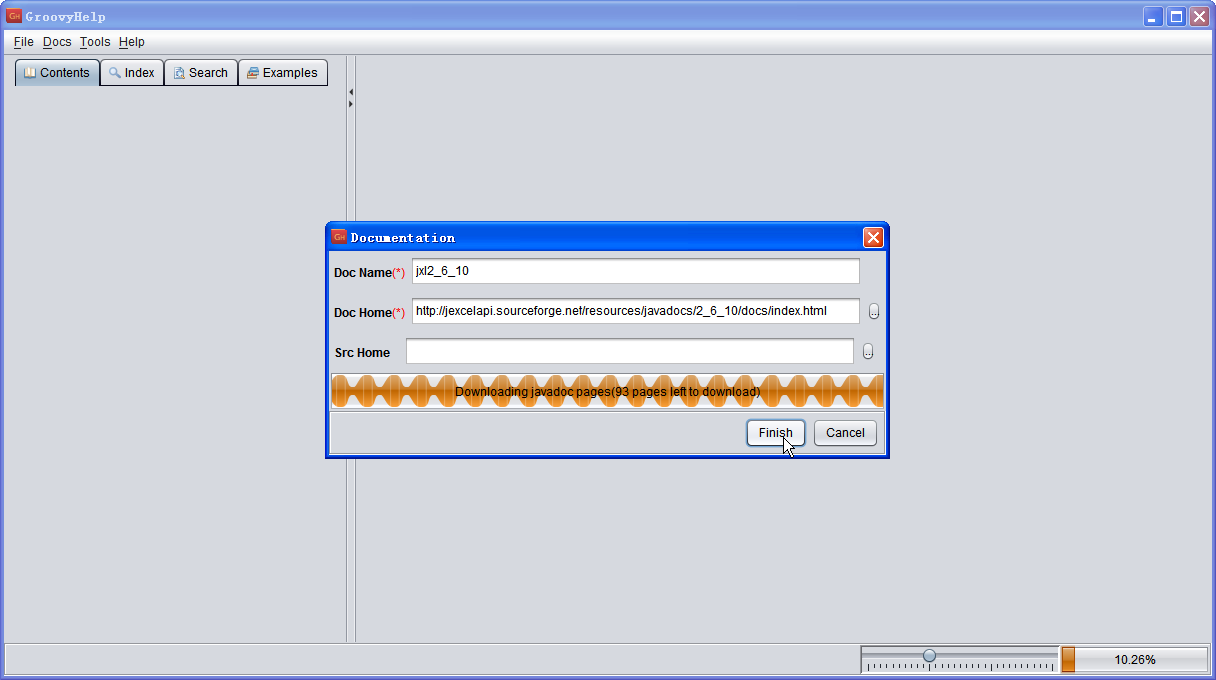 GH GroovyHelp
File Docs Tools Help
Contents Index Search Examples
GH Documentation
Doc Name(*) jxl2_6_10
Doc Home(*) http://jexcelapi.sourceforge.net/resources/javadocs/2_6_10/docs/index.html ...
Src Home ...
Downloading javadoc pages(93 pages left to download)
Finish Cancel
10.26%